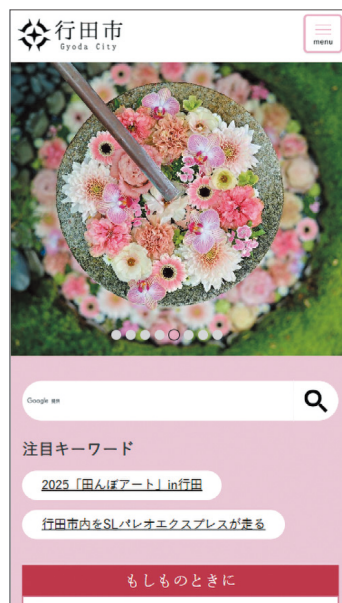 行田市
Gyoda City
menu
Google 提供
注目キーワード
2025「田んぼアート」in行田
行田市内をSLパレオエクスプレスが走る
もしものときに